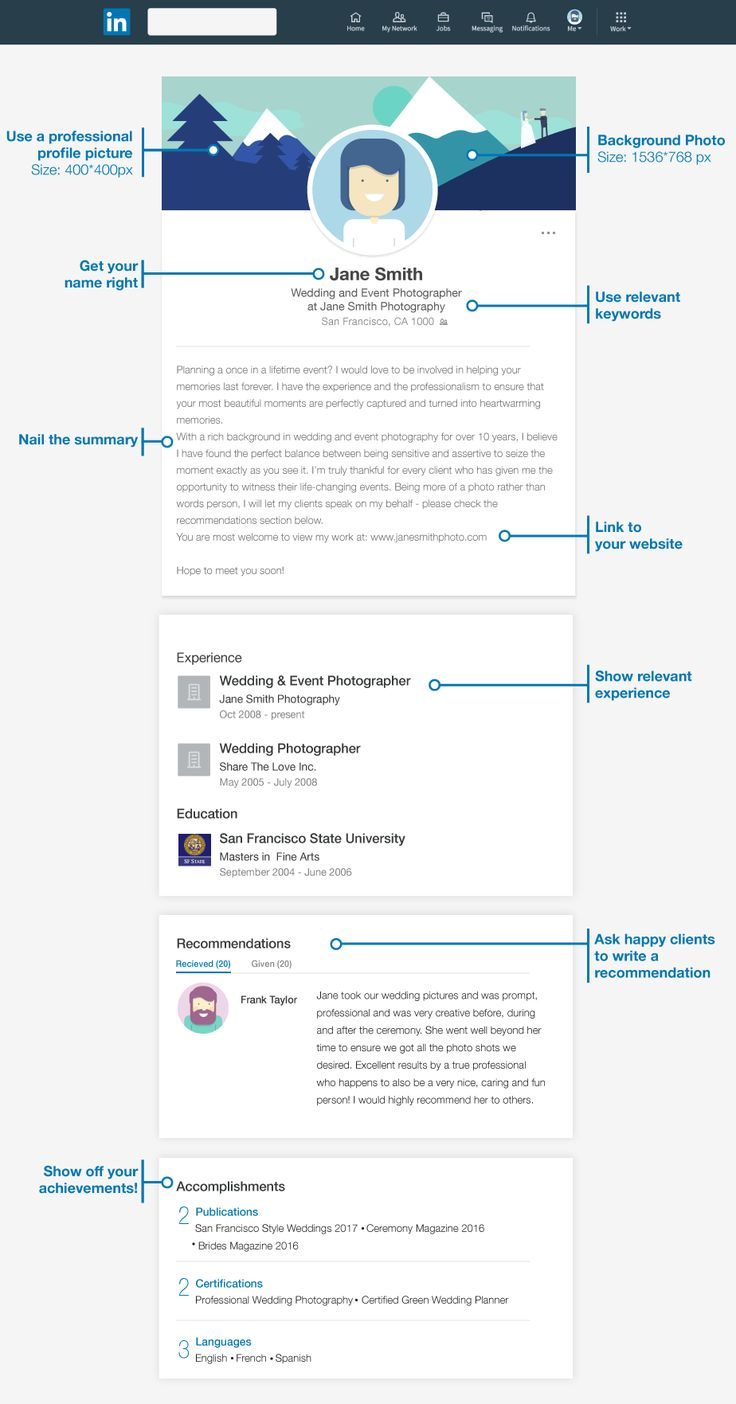 in
Home
My Network
Jobs
Messaging
Notifications
Me
Work
Use a professional
profile picture
Size: 400*400px
Background Photo
Size: 1536*768 px
Get your
name right
Jane Smith
Wedding and Event Photographer
at Jane Smith Photography
San Francisco, CA 1000
Use relevant
keywords
Planning a once in a lifetime event? I would love to be involved in helping your
memories last forever. I have the experience and the professionalism to ensure that
your most beautiful moments are perfectly captured and turned into heartwarming
memories.
Nail the summary
With a rich background in wedding and event photography for over 10 years, I believe
I have found the perfect balance between being sensitive and assertive to seize the
moment exactly as you see it. I'm truly thankful for every client who has given me the
opportunity to witness their life-changing events. Being more of a photo rather than
words person, I will let my clients speak on my behalf - please check the
recommendations section below.
You are most welcome to view my work at: www.janesmithphoto.com
Link to
your website
Hope to meet you soon!
Experience
Wedding & Event Photographer
Jane Smith Photography
Oct 2008 - present
Show relevant
experience
Wedding Photographer
Share The Love Inc.
May 2005 - July 2008
Education
SF STATE
San Francisco State University
Masters in Fine Arts
September 2004 - June 2006
Recommendations
Ask happy clients
to write a
recommendation
Recieved (20)
Given (20)
Frank Taylor
Jane took our wedding pictures and was prompt,
professional and was very creative before, during
and after the ceremony. She went well beyond her
time to ensure we got all the photo shots we
desired. Excellent results by a true professional
who happens to also be a very nice, caring and fun
person! I would highly recommend her to others.
Show off your
achievements!
Accomplishments
2 Publications
San Francisco Style Weddings 2017 • Ceremony Magazine 2016
• Brides Magazine 2016
2 Certifications
Professional Wedding Photography • Certified Green Wedding Planner
3 Languages
English • French • Spanish